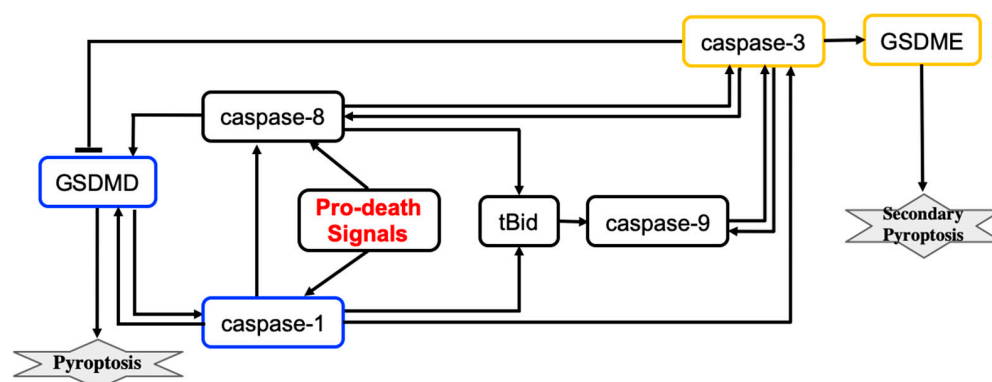 caspase-3
GSDME
caspase-8
GSDMD
Pro-death
Signals
tBid
caspase-9
Secondary
Pyroptosis
caspase-1
Pyroptosis